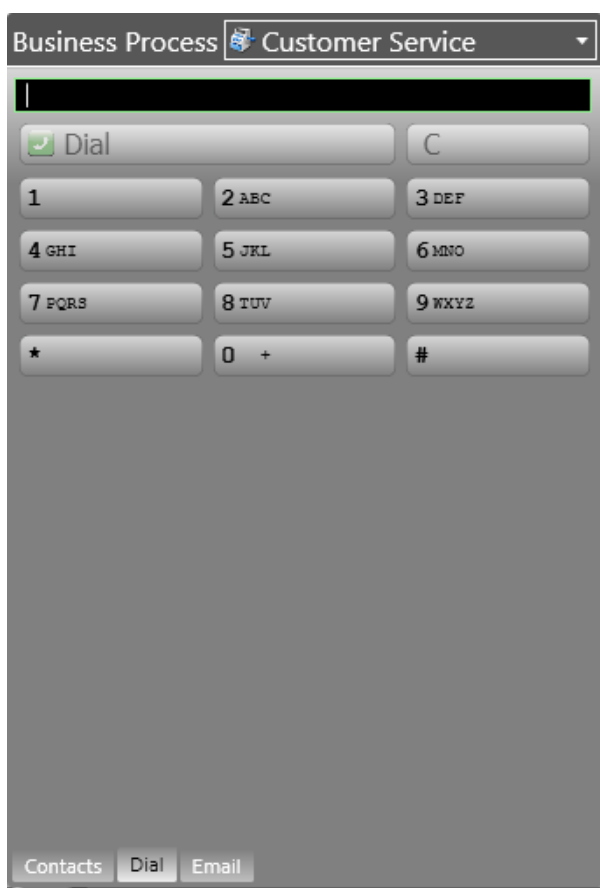 Business Process Customer Service
Dial C
1 2 ABC 3 DEF
4 GHI 5 JKL 6 MNO
7 PQRS 8 TUV 9 WXYZ
* 0 + #
Contacts Dial Email